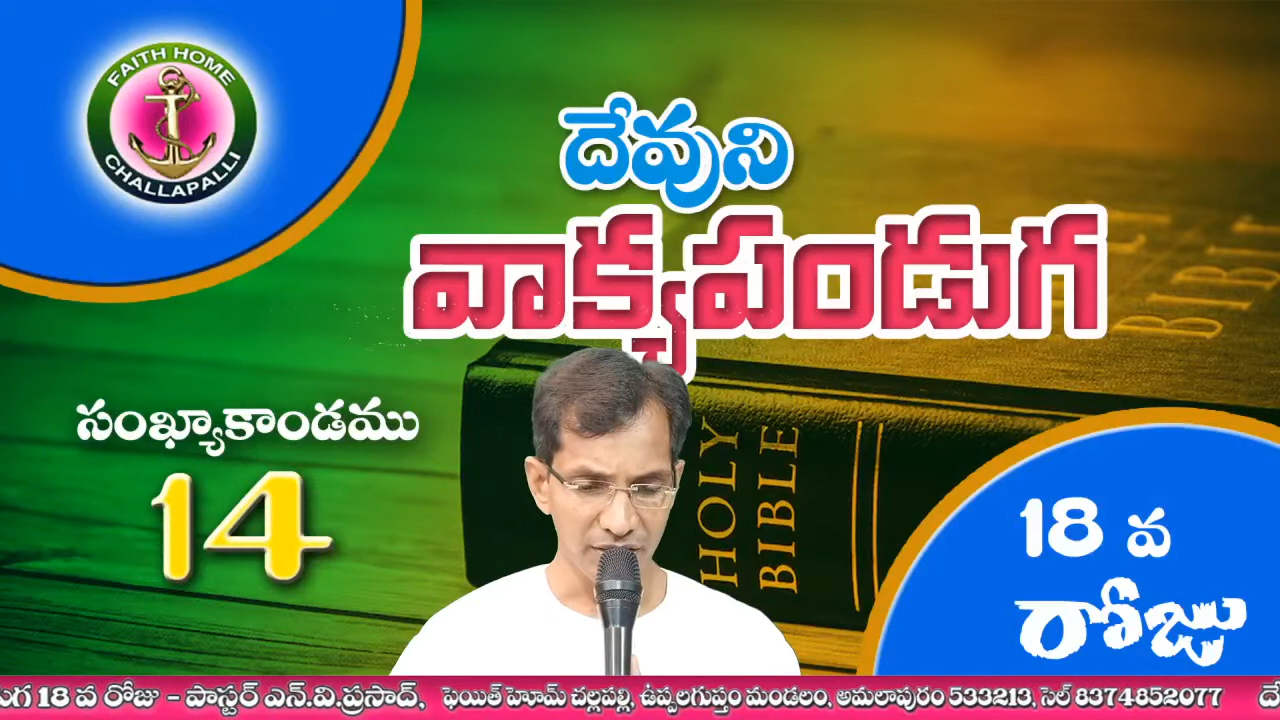 FAITH HOME
CHALLAPALLI
దేవుని
వాక్యపండుగ
సంఖ్యాకాండము
14
HOLY
BIBLE
18 వ
రోజు
18 వ రోజు - పాస్టర్ ఎన్.వి.ప్రసాద్, ఫెయిత్ హెూమ్ చల్లపల్లి, ఉప్పలగుప్తం మండలం, అమలాపురం 533213, సెల్ 8374852077